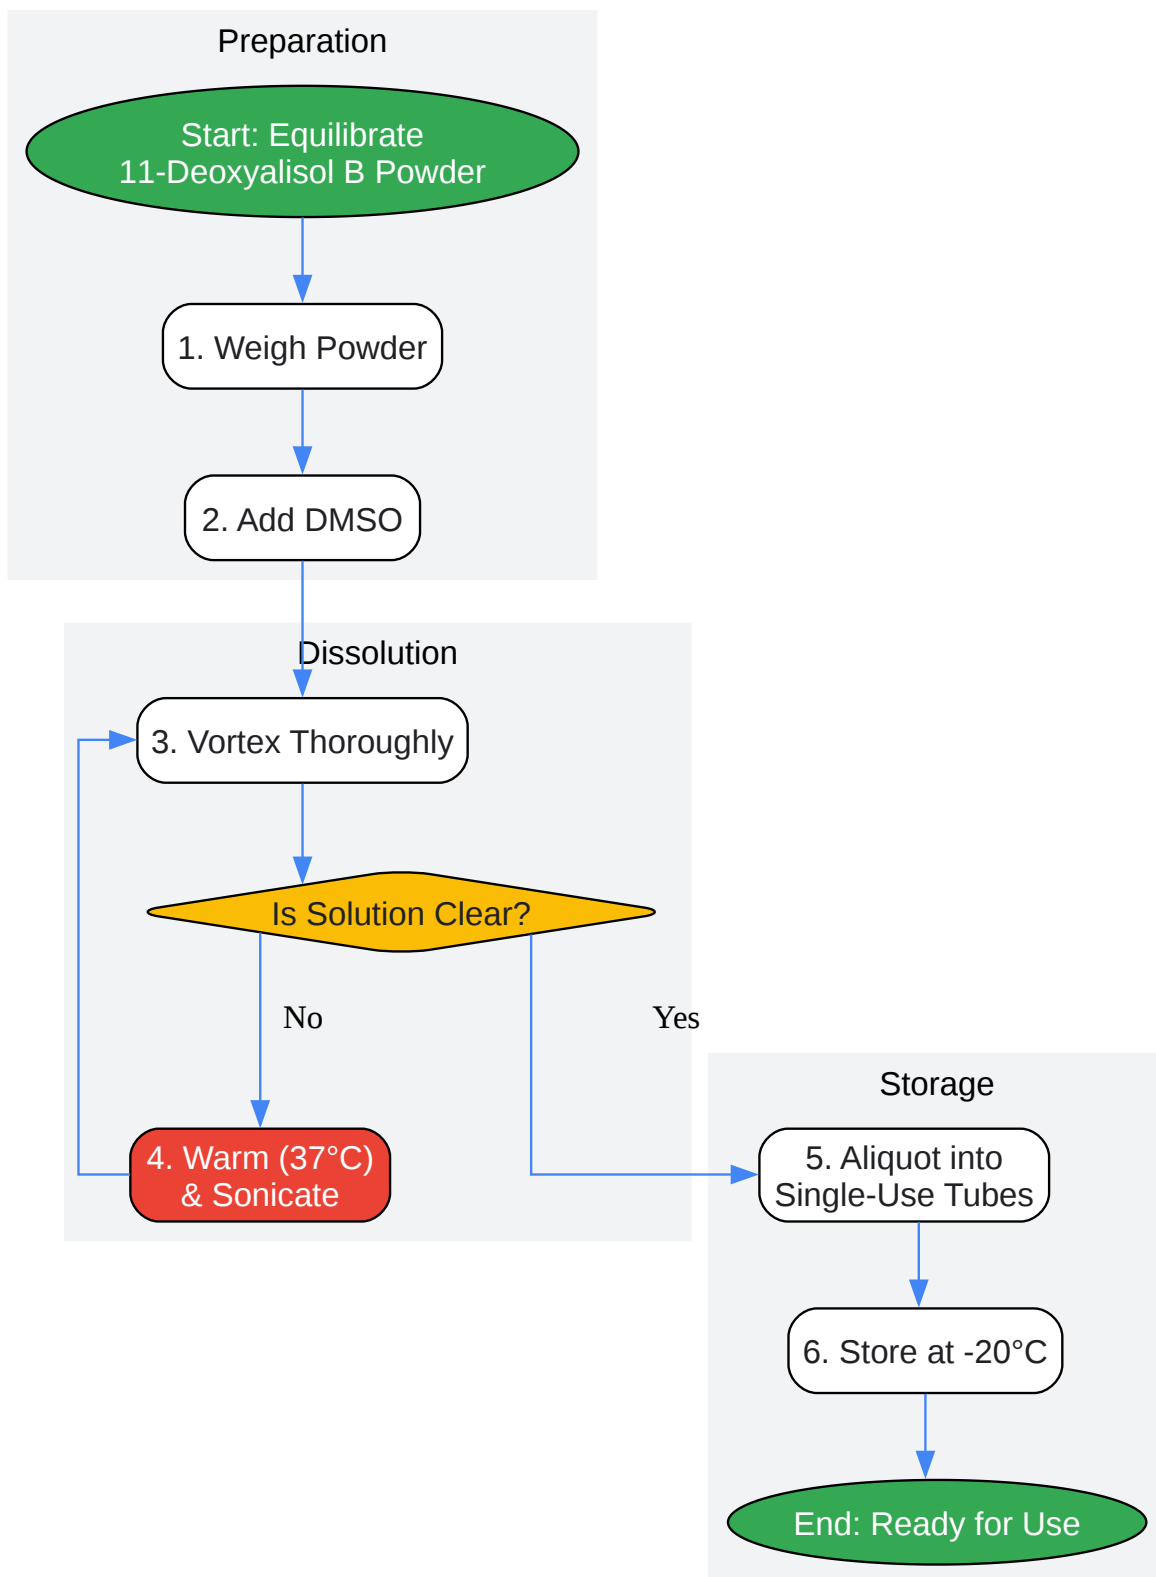 Preparation
Start: Equilibrate
11-Deoxyalisol B Powder
1. Weigh Powder
2. Add DMSO
Dissolution
3. Vortex Thoroughly
Is Solution Clear?
No
Yes
4. Warm (37°C)
& Sonicate
Storage
5. Aliquot into
Single-Use Tubes
6. Store at -20°C
End: Ready for Use